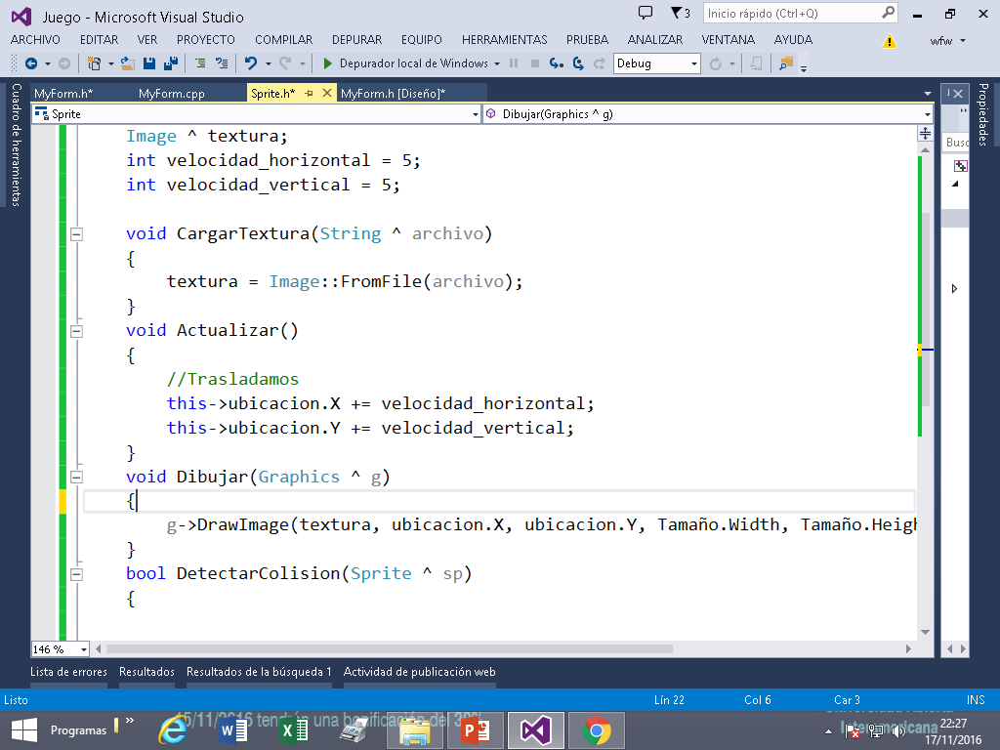 Juego - Microsoft Visual Studio
3
Inicio rápido (Ctrl+Q)
ARCHIVO EDITAR VER PROYECTO COMPILAR DEPURAR EQUIPO HERRAMIENTAS PRUEBA ANALIZAR VENTANA AYUDA
wfw
Depurador local de Windows
Debug
Cuadro de herramientas
MyForm.h* MyForm.cpp Sprite.h* MyForm.h [Diseño]*
Sprite
Dibujar(Graphics ^ g)
Image ^ textura;
int velocidad_horizontal = 5;
int velocidad_vertical = 5;
void CargarTextura(String ^ archivo)
{
textura = Image::FromFile(archivo);
}
void Actualizar()
{
//Trasladamos
this->ubicacion.X += velocidad_horizontal;
this->ubicacion.Y += velocidad_vertical;
}
void Dibujar(Graphics ^ g)
{
g->DrawImage(textura, ubicacion.X, ubicacion.Y, Tamaño.Width, Tamaño.Heigh
}
bool DetectarColision(Sprite ^ sp)
{
146 %
Propiedades
Busc
Lista de errores Resultados Resultados de la búsqueda 1 Actividad de publicación web
Listo
Lín 22 Col 6 Car 3 INS
Programas
5/11/2016 tendrán una bonificación del 30%
Interamericana
22:27
17/11/2016